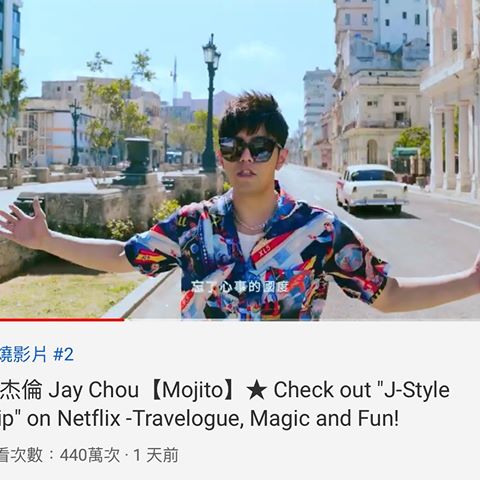 忘了心事的國度
燒影片 #2
杰倫 Jay Chou【Mojito】★ Check out "J-Style
ip" on Netflix -Travelogue, Magic and Fun!
看次數：440萬次 · 1 天前